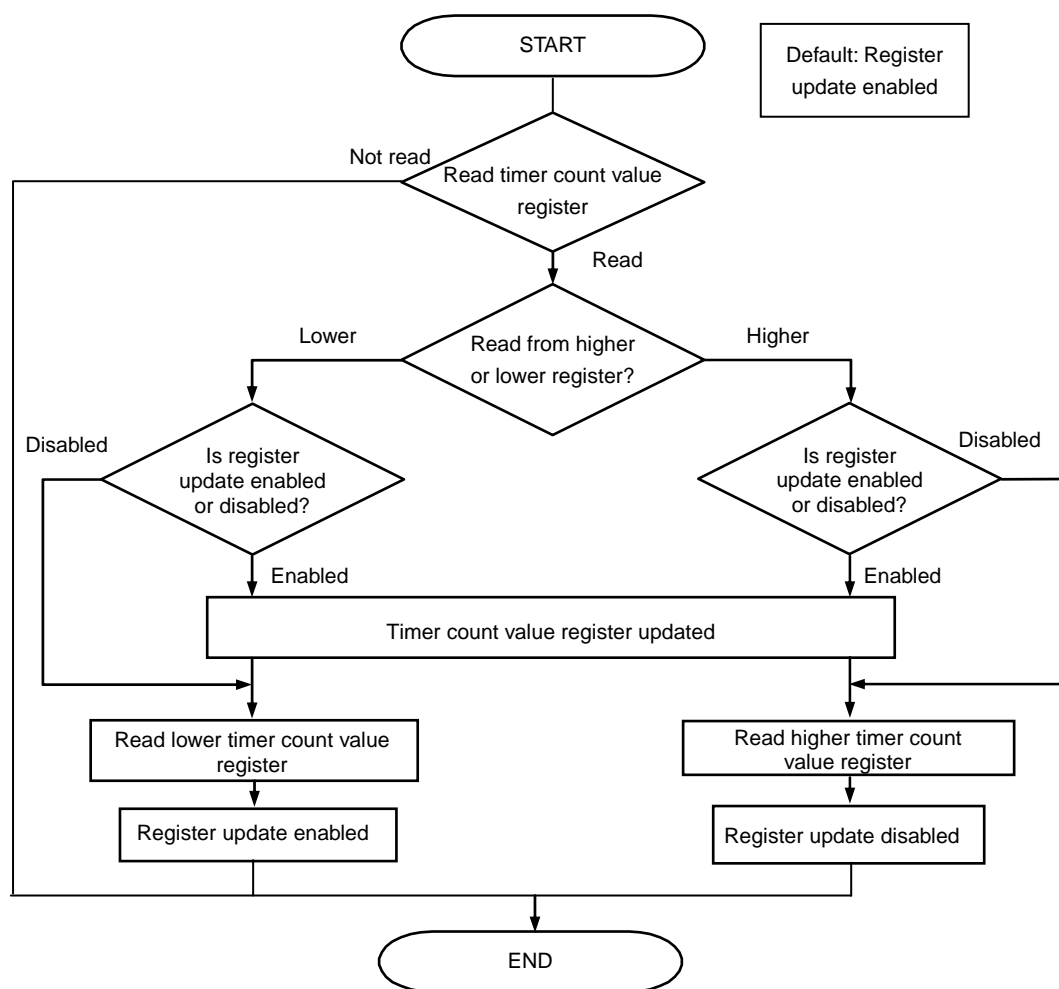 START
Default: Register
update enabled
Not read
Read timer count value
register
Read
Lower
Read from higher
or lower register?
Higher
Disabled
Is register
update enabled
or disabled?
Is register
update enabled
or disabled?
Disabled
Enabled
Enabled
Timer count value register updated
Read lower timer count value
register
Read higher timer count
value register
Register update enabled
Register update disabled
END